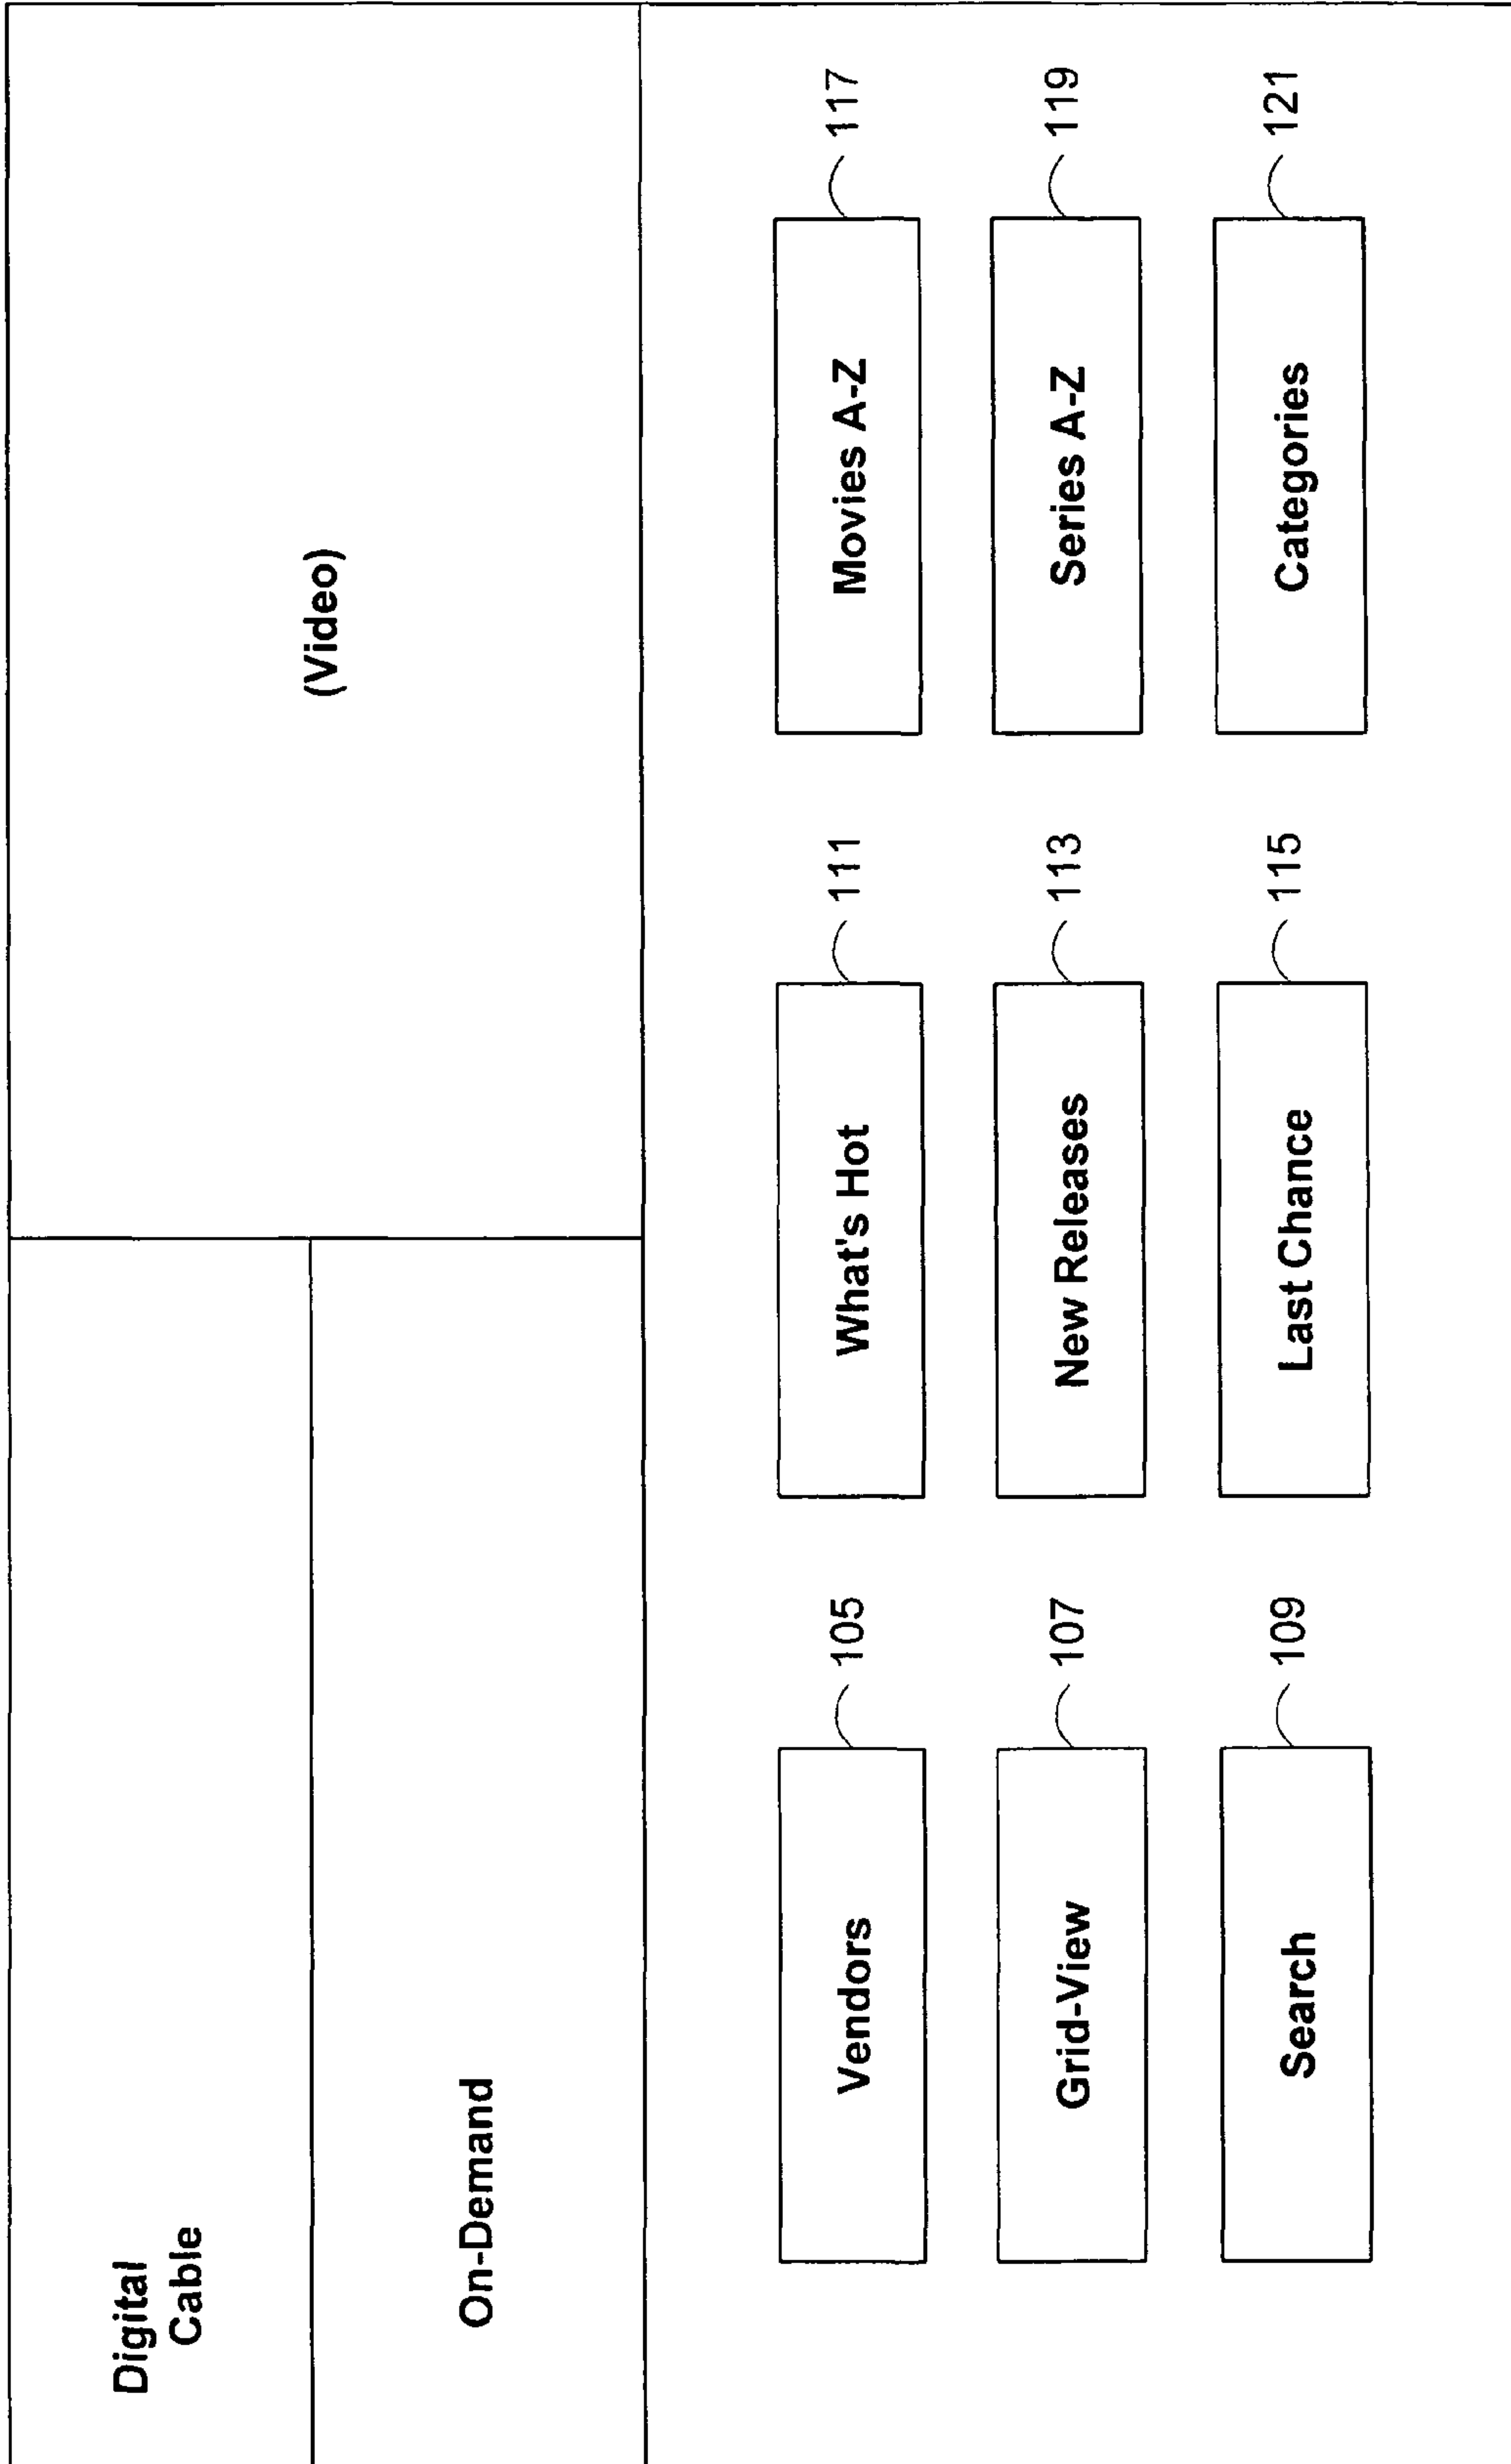 Digital
Cable
(Video)
On-Demand
Vendors
105
What's Hot
111
Movies A-Z
117
Grid-View
107
New Releases
113
Series A-Z
119
Search
109
Last Chance
115
Categories
121